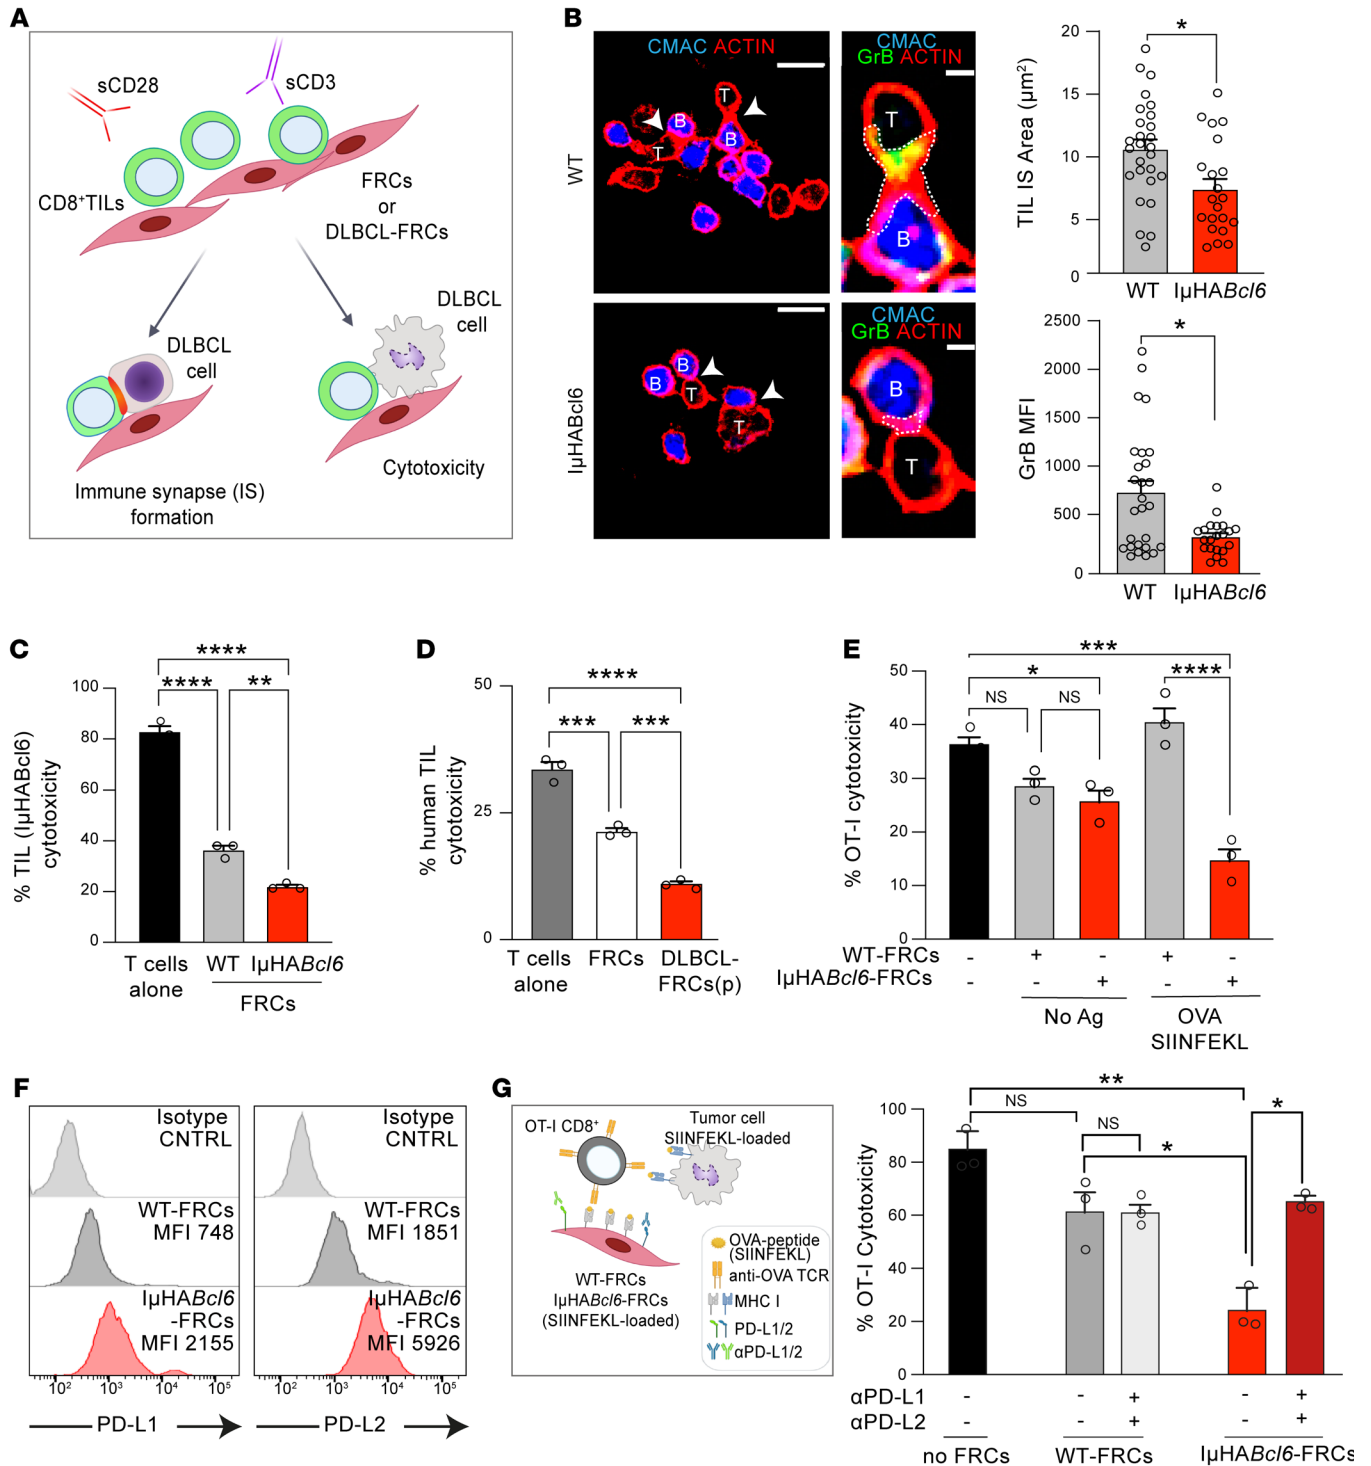 A
sCD28
sCD3
CD8+TILs
FRCs
or
DLBCL-FRCs
DLBCL
cell
DLBCL
cell
Immune synapse (IS)
formation
Cytotoxicity
B
CMAC ACTIN
CMAC
GrB ACTIN
WT
T
B
B
T
T
B
CMAC
GrB ACTIN
IµHABcl6
B
B
T
T
B
T
TIL IS Area (µm²)
20
15
10
5
0
*
WT IµHABcl6
GrB MFI
2500
2000
1500
1000
500
0
*
WT IµHABcl6
C
% TIL (IµHABcl6)
cytotoxicity
100
80
60
40
20
0
****
**** **
T cells
alone
WT IµHABcl6
FRCs
D
% human TIL
cytotoxicity
50
25
0
****
*** ***
T cells
alone
FRCs
DLBCL-
FRCs(p)
E
% OT-I cytotoxicity
50
40
30
20
10
0
***
* ****
NS NS
WT-FRCs - + - + -
IµHABcl6-FRCs - - + - +
No Ag
OVA
SIINFEKL
F
Isotype
CNTRL
WT-FRCs
MFI 748
IµHABcl6
-FRCs
MFI 2155
10² 10³ 10⁴ 10⁵
PD-L1
Isotype
CNTRL
WT-FRCs
MFI 1851
IµHABcl6
-FRCs
MFI 5926
10² 10³ 10⁴ 10⁵
PD-L2
G
OT-I CD8+
Tumor cell
SIINFEKL-loaded
WT-FRCs
IµHABcl6-FRCs
(SIINFEKL-loaded)
OVA-peptide
(SIINFEKL)
anti-OVA TCR
MHC I
PD-L1/2
αPD-L1/2
% OT-I Cytotoxicity
100
80
60
40
20
0
**
NS *
NS
*
αPD-L1 - - + - +
αPD-L2 - - + - +
no FRCs WT-FRCs IµHABcl6-FRCs